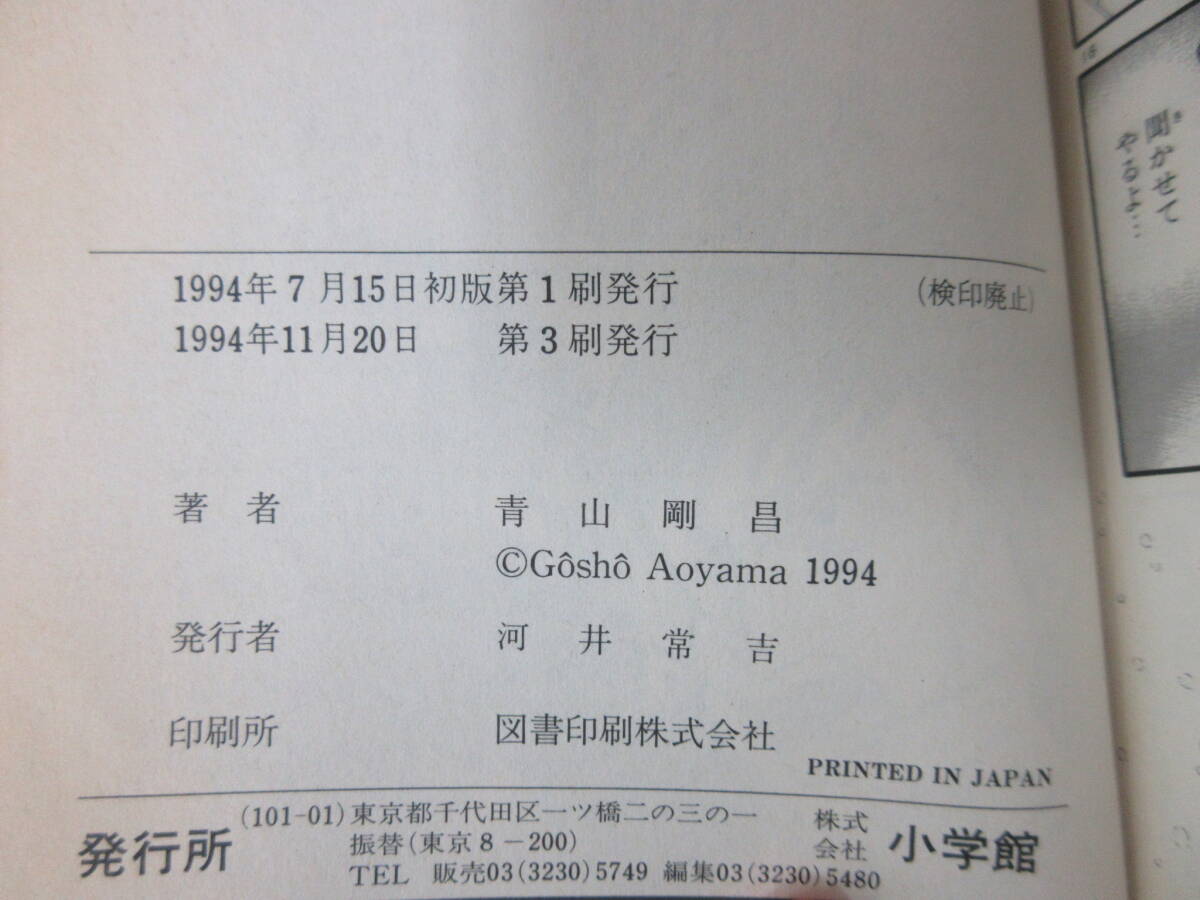 1994年7月15日初版第1刷発行 (検印廃止)
1994年11月20日 第3刷発行
著者 青山剛昌
©Gôshô Aoyama 1994
発行者 河井常吉
印刷所 図書印刷株式会社
PRINTED IN JAPAN
発行所
(101-01)東京都千代田区一ツ橋二の三の一
振替(東京8-200)
TEL 販売03(3230)5749 編集03(3230)5480
株式会社 小学館
16
聞かせて
やるよ…